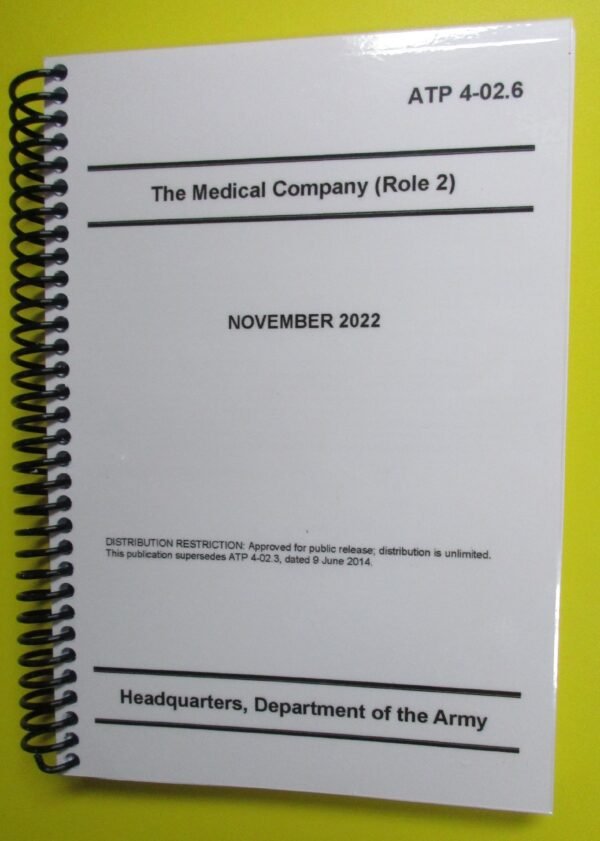 ATP 4-02.6
The Medical Company (Role 2)
NOVEMBER 2022
DISTRIBUTION RESTRICTION: Approved for public release; distribution is unlimited.
This publication supersedes ATP 4-02.3, dated 9 June 2014.
Headquarters, Department of the Army